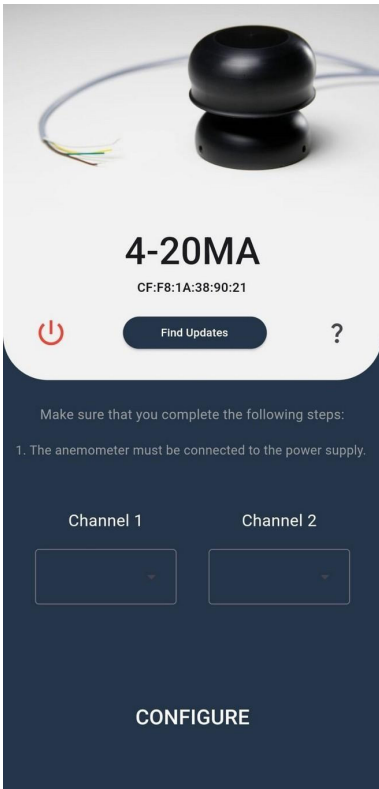 4-20MA
CF:F8:1A:38:90:21
Find Updates
?
Make sure that you complete the following steps:
1. The anemometer must be connected to the power supply.
Channel 1
Channel 2
CONFIGURE